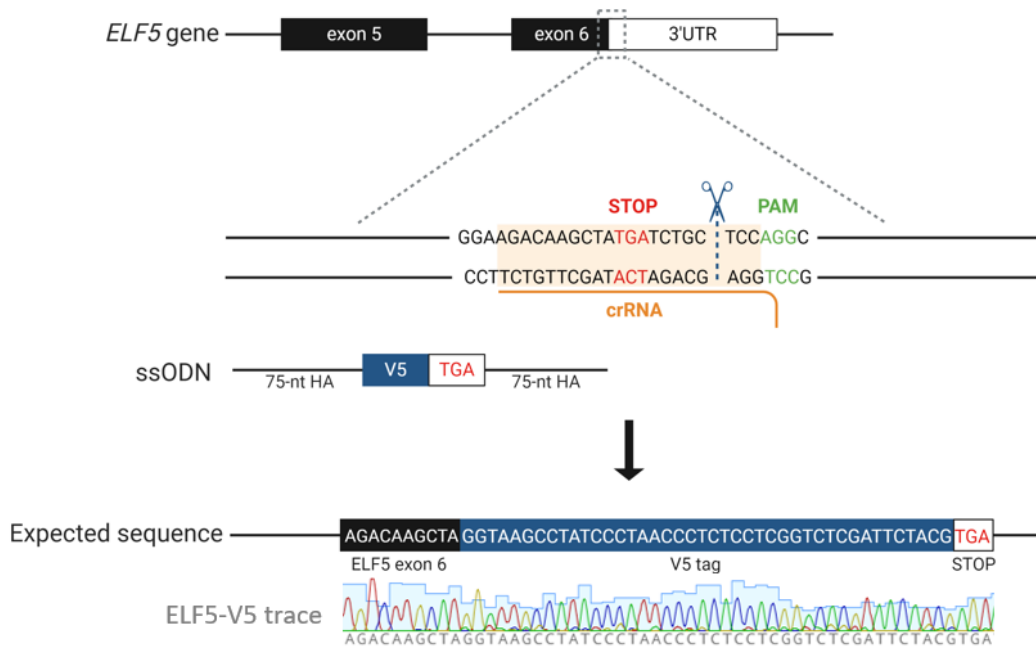 ELF5 gene exon 5 exon 6 3'UTR
STOP PAM
GGAAGACAAGCTATGATCTGC TCCAGGC
CCTTCTGTTCGATACTAGACG AGGTCCG
crRNA
ssODN V5 TGA
75-nt HA 75-nt HA
Expected sequence AGACAAGCTA GGTAAGCCTATCCCTAACCCTCTCCTCGGTCTCGATTCTACG TGA
ELF5 exon 6 V5 tag STOP
ELF5-V5 trace
AGACAAGCTAGGTAAGCCTATCCCTAACCCTCTCCTCGGTCTCGATTCTACGTGA